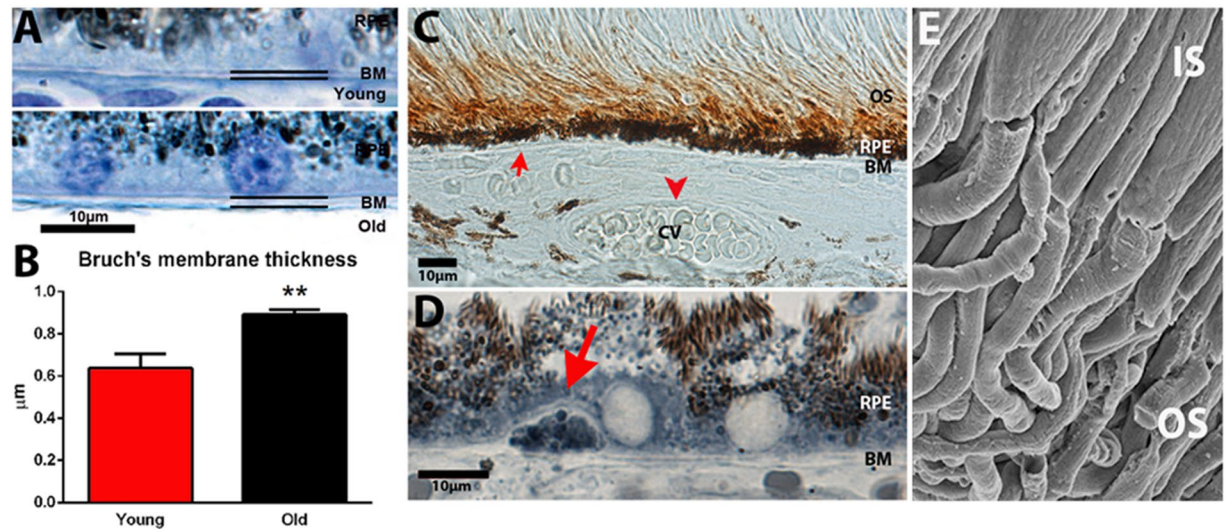 A
RPE
BM
Young
RPE
BM
10µm
Old
B
Bruch's membrane thickness
**
1.0
0.8
0.6
0.4
0.2
0.0
µm
Young
Old
C
OS
RPE
BM
CV
10µm
D
RPE
BM
10µm
E
IS
OS